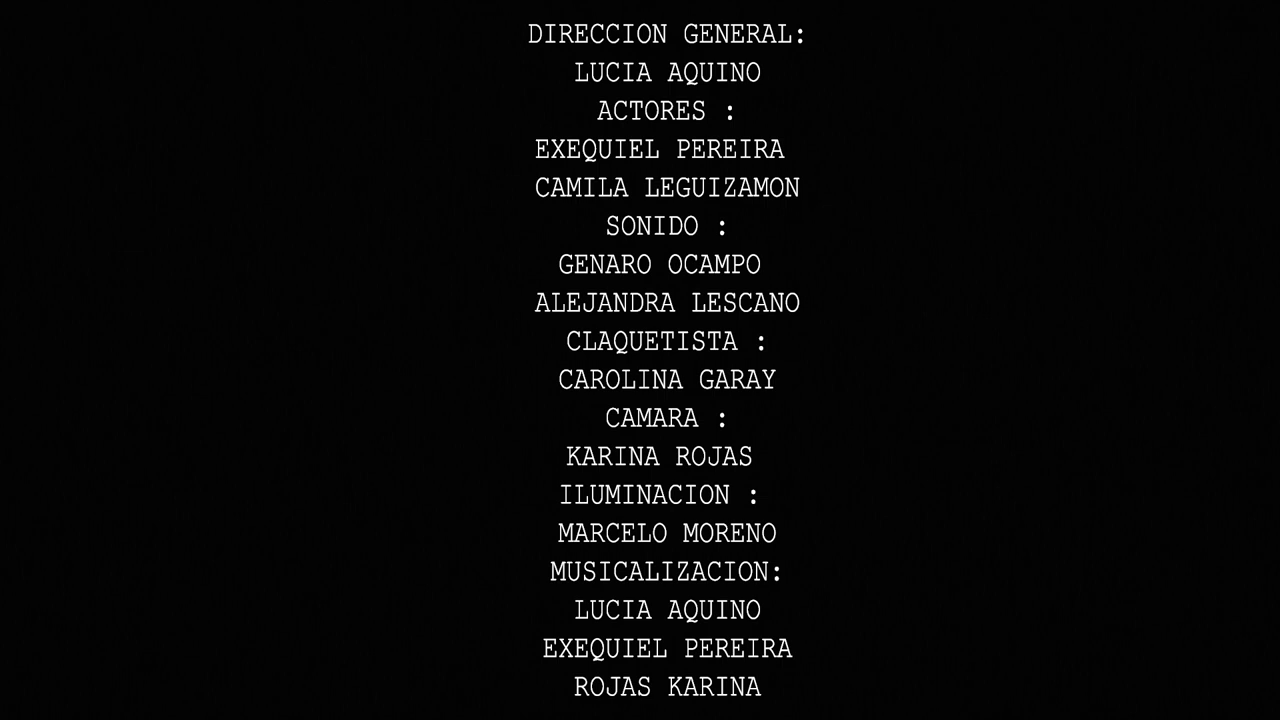 DIRECCION GENERAL:
LUCIA AQUINO
ACTORES :
EXEQUIEL PEREIRA
CAMILA LEGUIZAMON
SONIDO :
GENARO OCAMPO
ALEJANDRA LESCANO
CLAQUETISTA :
CAROLINA GARAY
CAMARA :
KARINA ROJAS
ILUMINACION :
MARCELO MORENO
MUSICALIZACION:
LUCIA AQUINO
EXEQUIEL PEREIRA
ROJAS KARINA